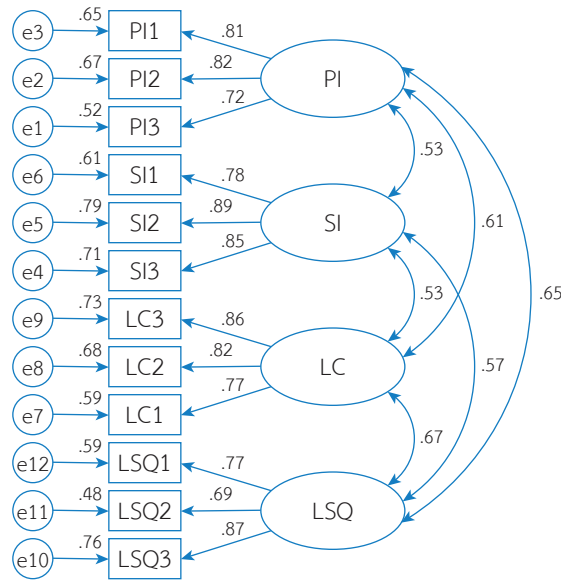 .65
e3 PI1 .81
.67
e2 PI2 .82 PI
.52
e1 PI3 .72
.53
.61
e6 SI1 .78
.79
e5 SI2 .89 SI
.61
.71
e4 SI3 .85
.53
.65
.73
e9 LC3 .86
.68
e8 LC2 .82 LC
.57
.59
e7 LC1 .77
.67
.59
e12 LSQ1 .77
.48
e11 LSQ2 .69 LSQ
.76
e10 LSQ3 .87